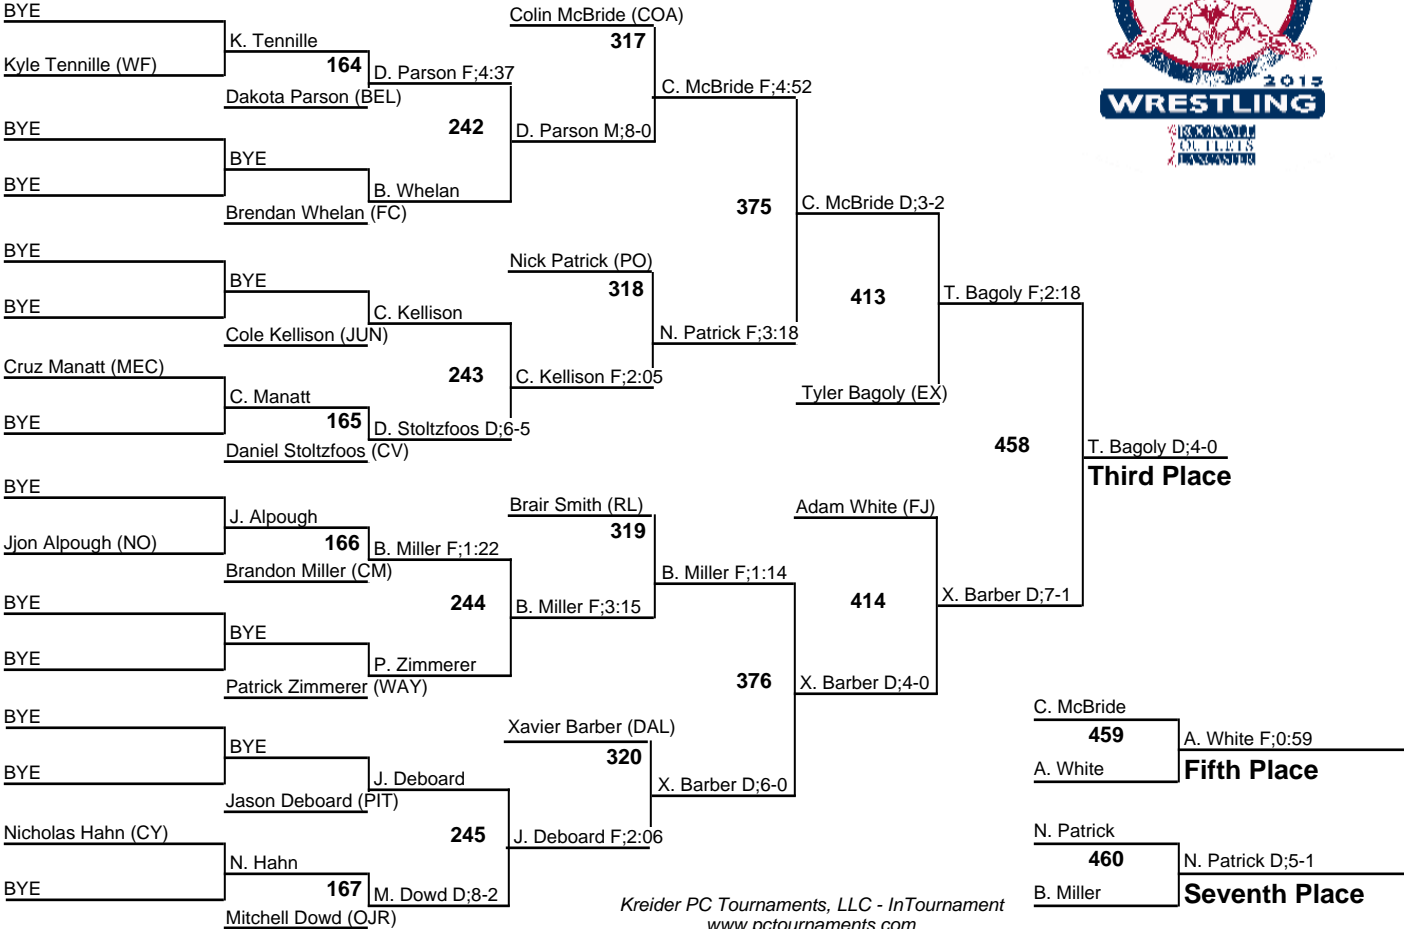 BYE
Colin McBride (COA)
K. Tennille
317
Kyle Tennille (WF)
164
D. Parson F;4:37
Dakota Parson (BEL)
C. McBride F;4:52
2015
WRESTLING
ROCKVALE
OUTLETS
LANCASTER
BYE
242
D. Parson M;8-0
BYE
BYE
B. Whelan
Brendan Whelan (FC)
375
C. McBride D;3-2
BYE
Nick Patrick (PO)
BYE
318
413
T. Bagoly F;2:18
BYE
C. Kellison
Cole Kellison (JUN)
N. Patrick F;3:18
Cruz Manatt (MEC)
243
C. Kellison F;2:05
C. Manatt
Tyler Bagoly (EX)
BYE
165
D. Stoltzfoos D;6-5
Daniel Stoltzfoos (CV)
458
T. Bagoly D;4-0
Third Place
BYE
Brair Smith (RL)
Adam White (FJ)
J. Alpough
319
Jjon Alpough (NO)
166
B. Miller F;1:22
Brandon Miller (CM)
B. Miller F;1:14
BYE
244
B. Miller F;3:15
414
X. Barber D;7-1
BYE
BYE
P. Zimmerer
Patrick Zimmerer (WAY)
376
X. Barber D;4-0
BYE
Xavier Barber (DAL)
C. McBride
BYE
320
459
A. White F;0:59
BYE
J. Deboard
X. Barber D;6-0
A. White
Fifth Place
Jason Deboard (PIT)
Nicholas Hahn (CY)
245
J. Deboard F;2:06
N. Patrick
N. Hahn
460
N. Patrick D;5-1
BYE
167
M. Dowd D;8-2
B. Miller
Seventh Place
Mitchell Dowd (OJR)
Kreider PC Tournaments, LLC - InTournament
www.pctournaments.com